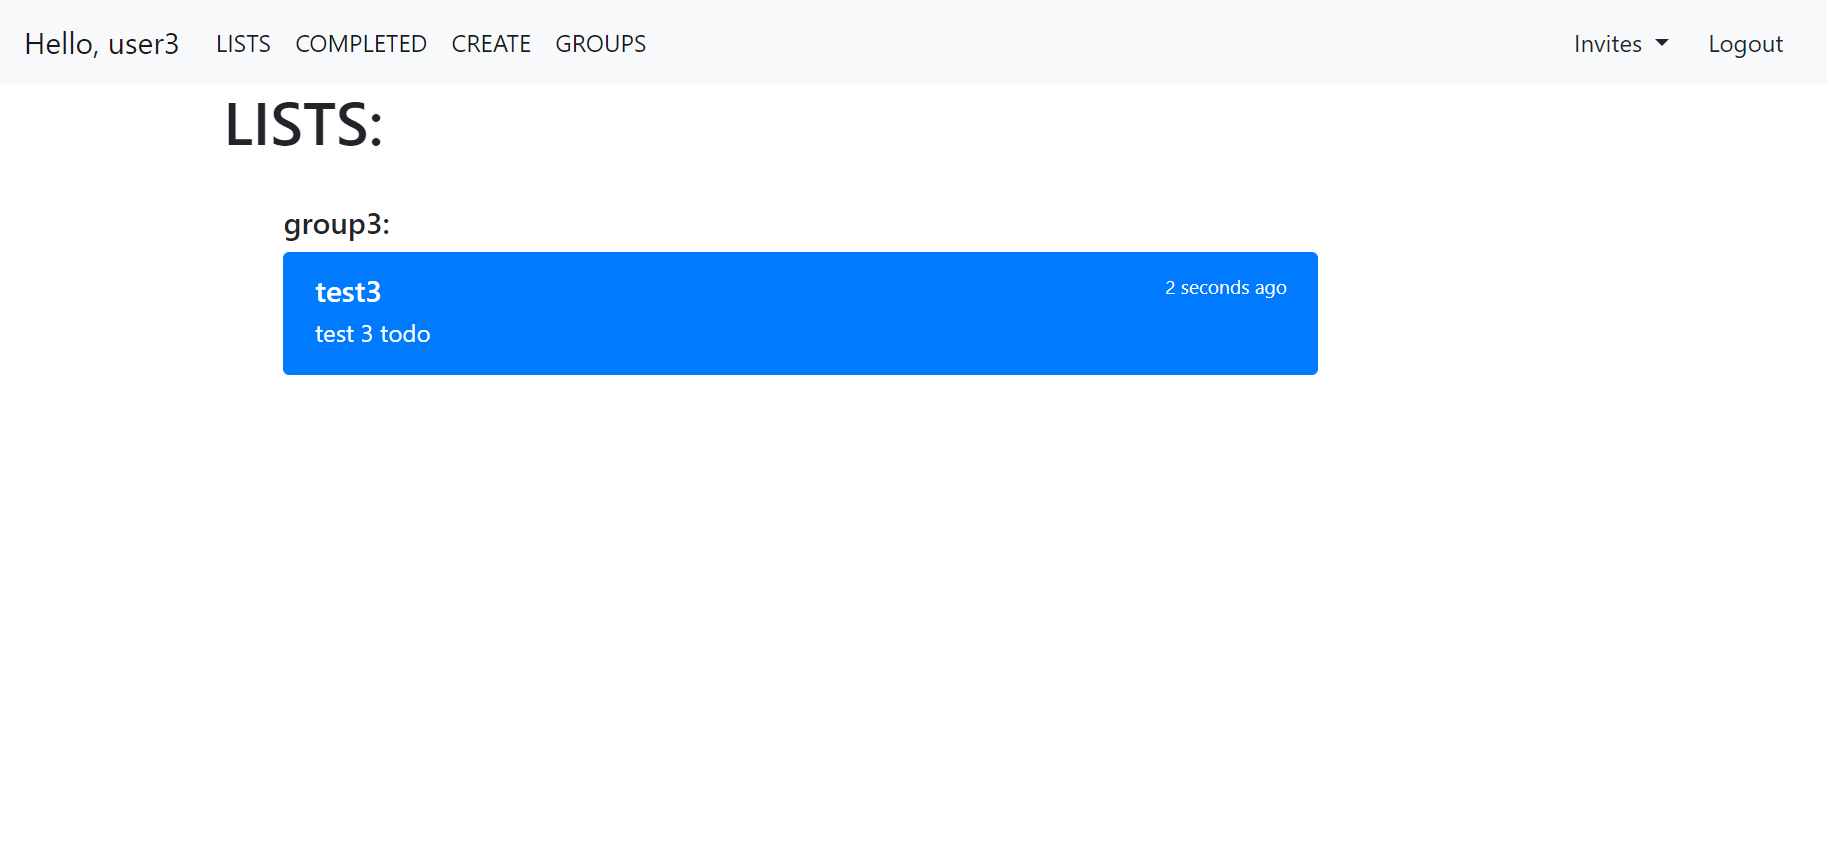 Hello, user3 LISTS COMPLETED CREATE GROUPS Invites Logout
LISTS:
group3:
test3 2 seconds ago
test 3 todo